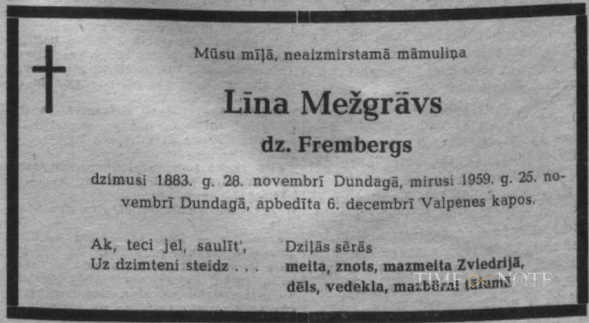 Mūsu mīļā, neaizmirstamā māmuliņa
Līna Mežgrāvs
dz. Frembergs
dzimusi 1883. g. 28. novembrī Dundagā, mirusi 1959. g. 25. no-
vembrī Dundagā, apbedīta 6. decembrī Valpenes kapos.
Ak, teci jel, saulīt',
Uz dzimteni steidz . . .
Dziļās sērās
meita, znots, mazmeita Zviedrijā,
dēls, vedekla, mazbērni tālumā
TIME NOTE